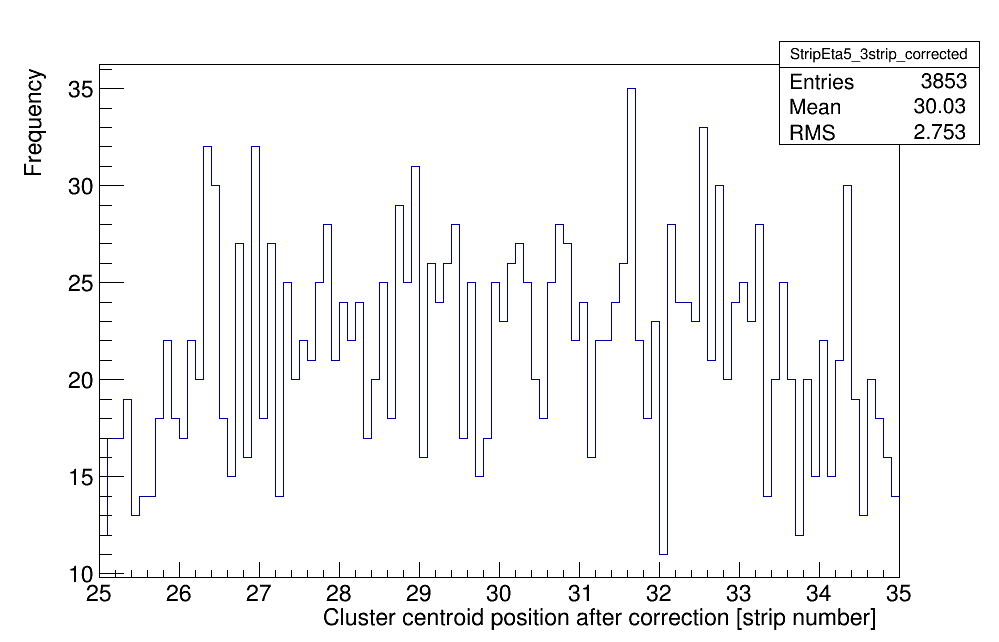 StripEta5_3strip_corrected
Entries 3853
Mean 30.03
RMS 2.753
Frequency
35
30
25
20
15
10
25 26 27 28 29 30 31 32 33 34 35
Cluster centroid position after correction [strip number]